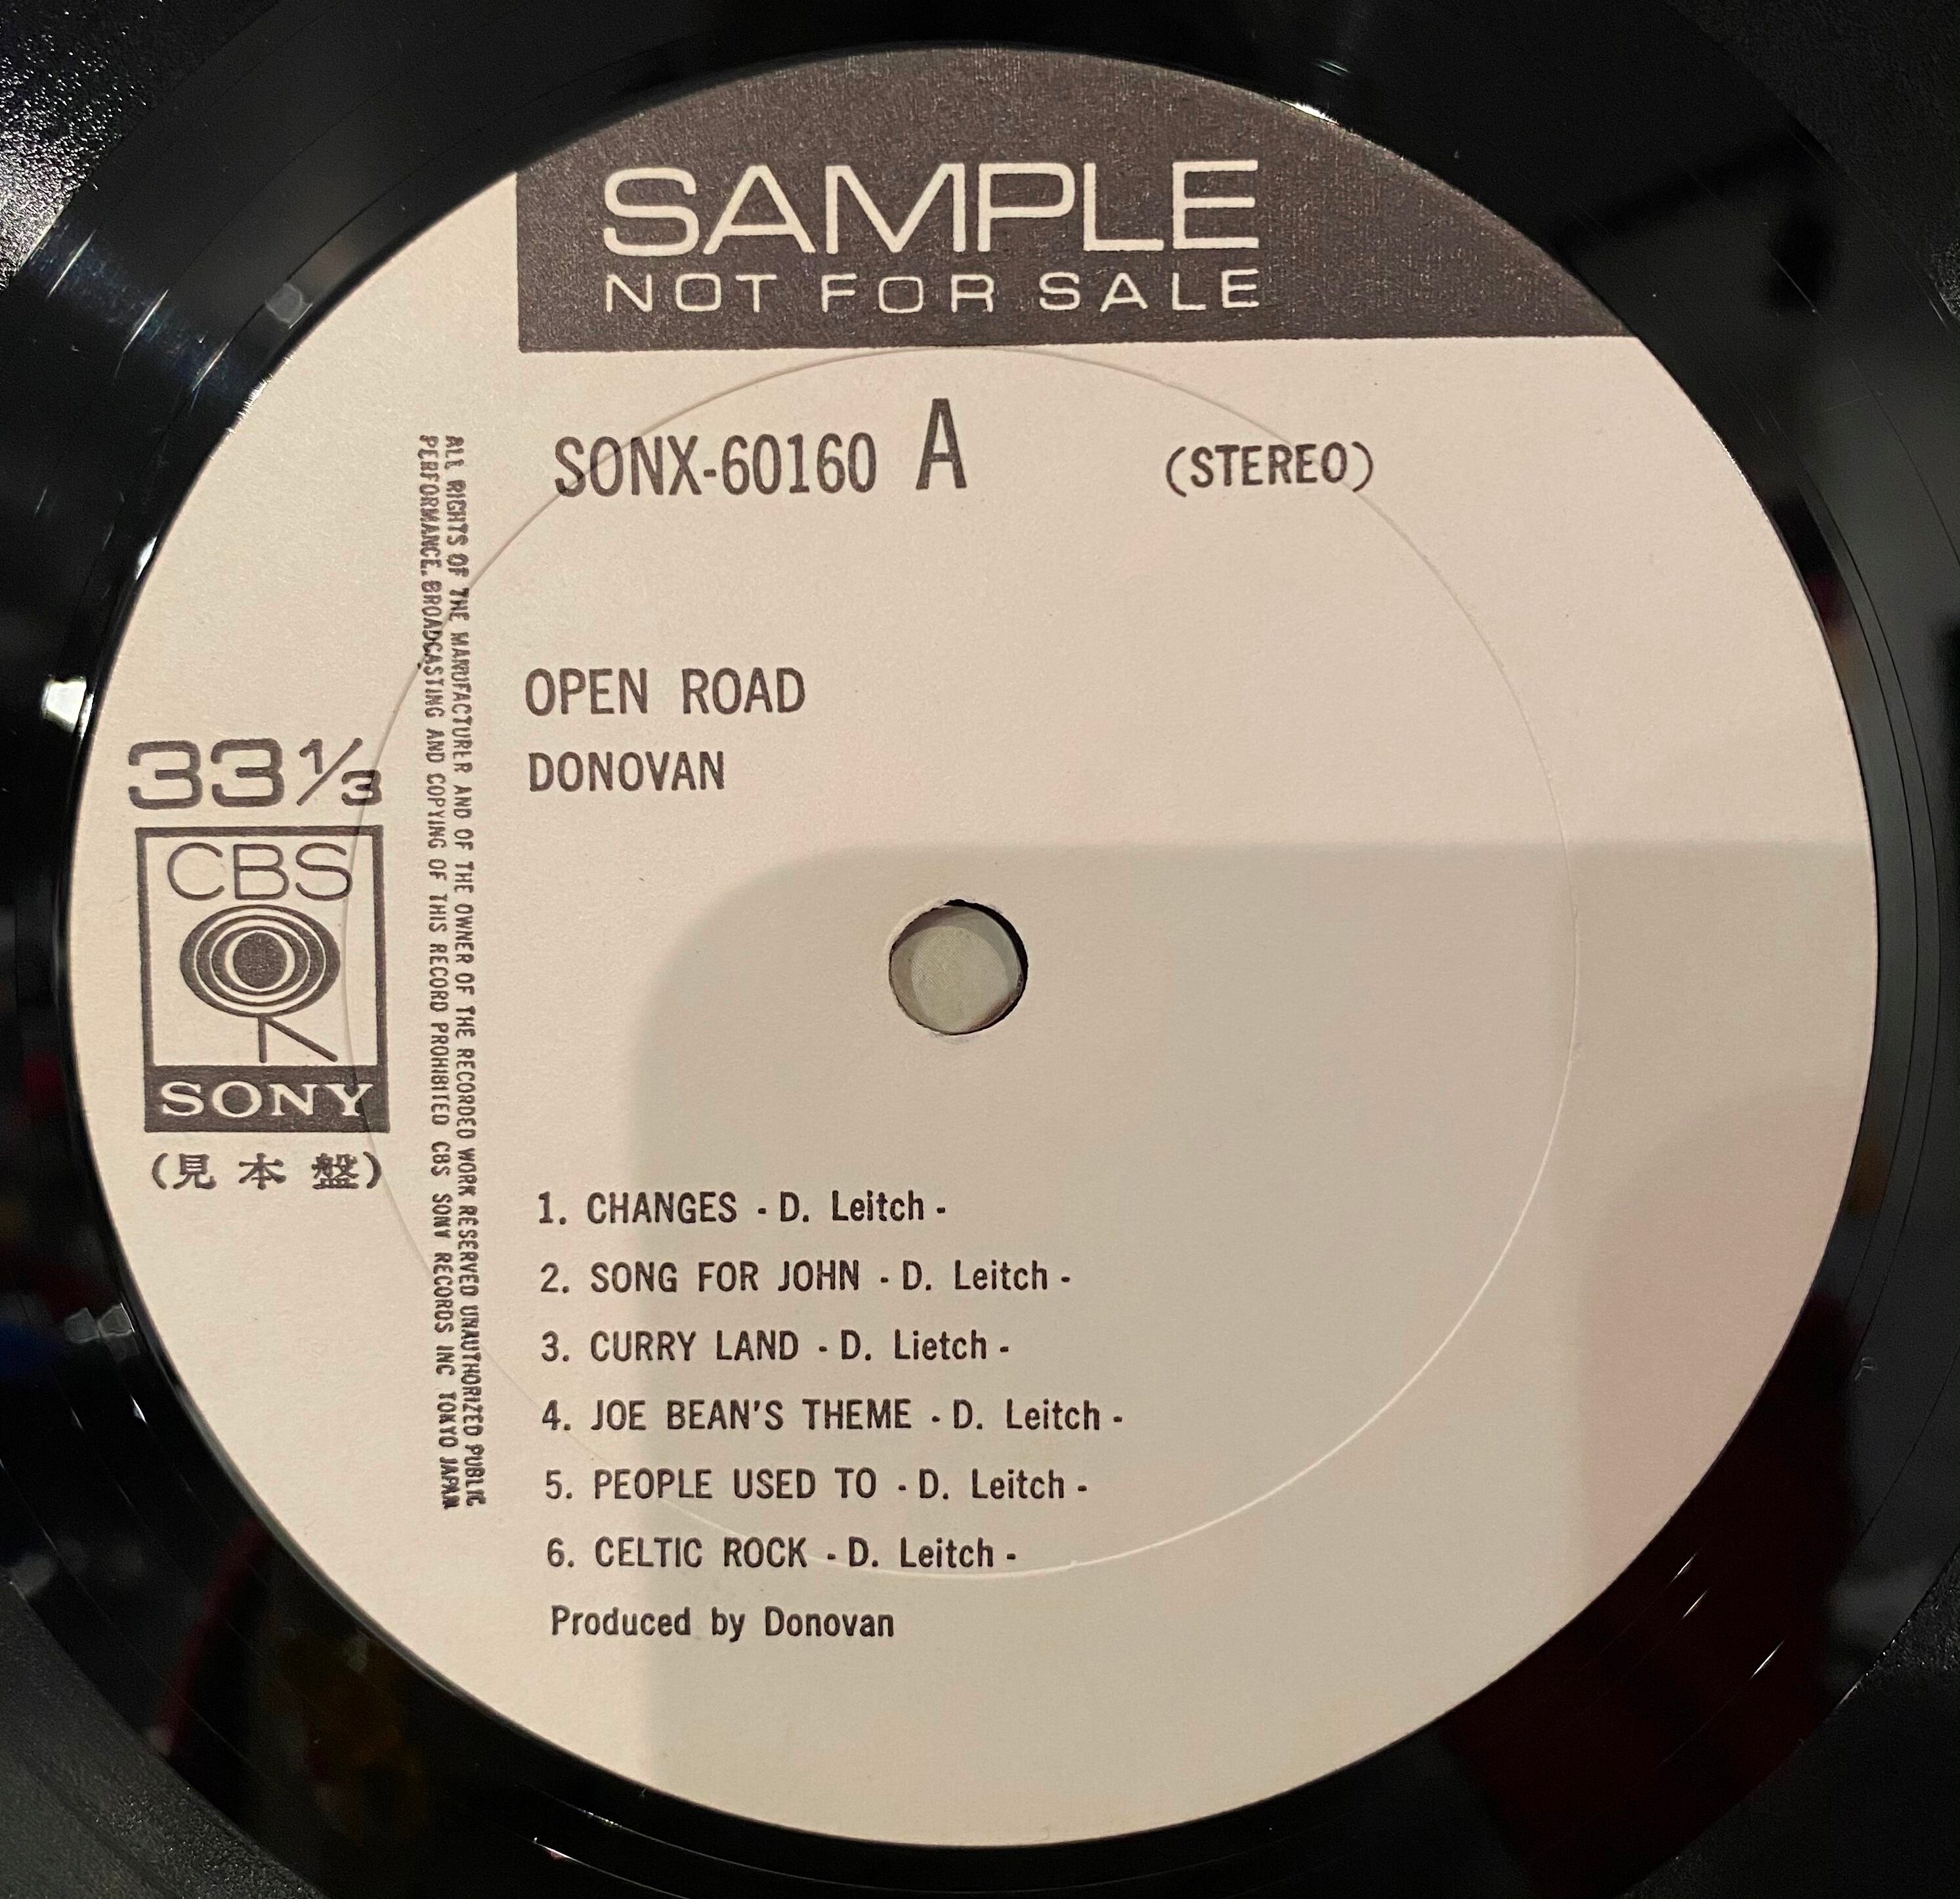 SAMPLE
NOT FOR SALE
SONX-60160 A (STEREO)
ALL RIGHTS OF THE MANUFACTURER AND OF THE OWNER OF THE RECORDED WORK RESERVED UNAUTHORIZED PUBLIC
PERFORMANCE. BROADCASTING AND COPYING OF THIS RECORD PROHIBITED CBS SONY RECORDS INC TOKYO JAPAN
OPEN ROAD
DONOVAN
33 1/3
CBS
SONY
(見本盤)
1. CHANGES - D. Leitch -
2. SONG FOR JOHN - D. Leitch -
3. CURRY LAND - D. Lietch -
4. JOE BEAN'S THEME - D. Leitch -
5. PEOPLE USED TO - D. Leitch -
6. CELTIC ROCK - D. Leitch -
Produced by Donovan